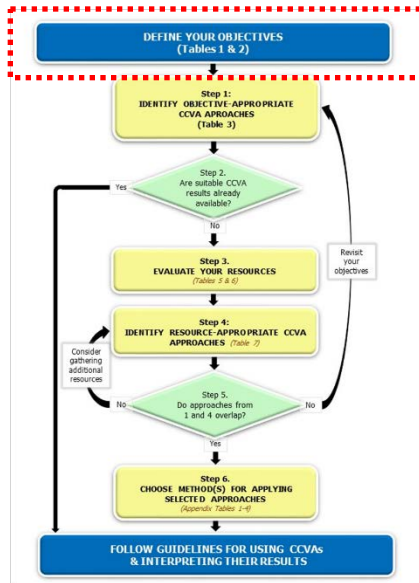 DEFINE YOUR OBJECTIVES
(Tables 1 & 2)
Step 1:
IDENTIFY OBJECTIVE-APPROPRIATE
CCVA APROACHES
(Table 3)
Step 2.
Are suitable CCVA
results already
available?
Yes
No
Step 3.
EVALUATE YOUR RESOURCES
(Tables 5 & 6)
Revisit
your
objectives
Step 4:
IDENTIFY RESOURCE-APPROPRIATE CCVA
APPROACHES (Table 7)
Consider
gathering
additional
resources
Step 5.
Do approaches from
1 and 4 overlap?
No
No
Yes
Step 6.
CHOOSE METHOD(S) FOR APPLYING
SELECTED APPROACHES
(Appendix Tables 1-4)
FOLLOW GUIDELINES FOR USING CCVAs
& INTERPRETING THEIR RESULTS